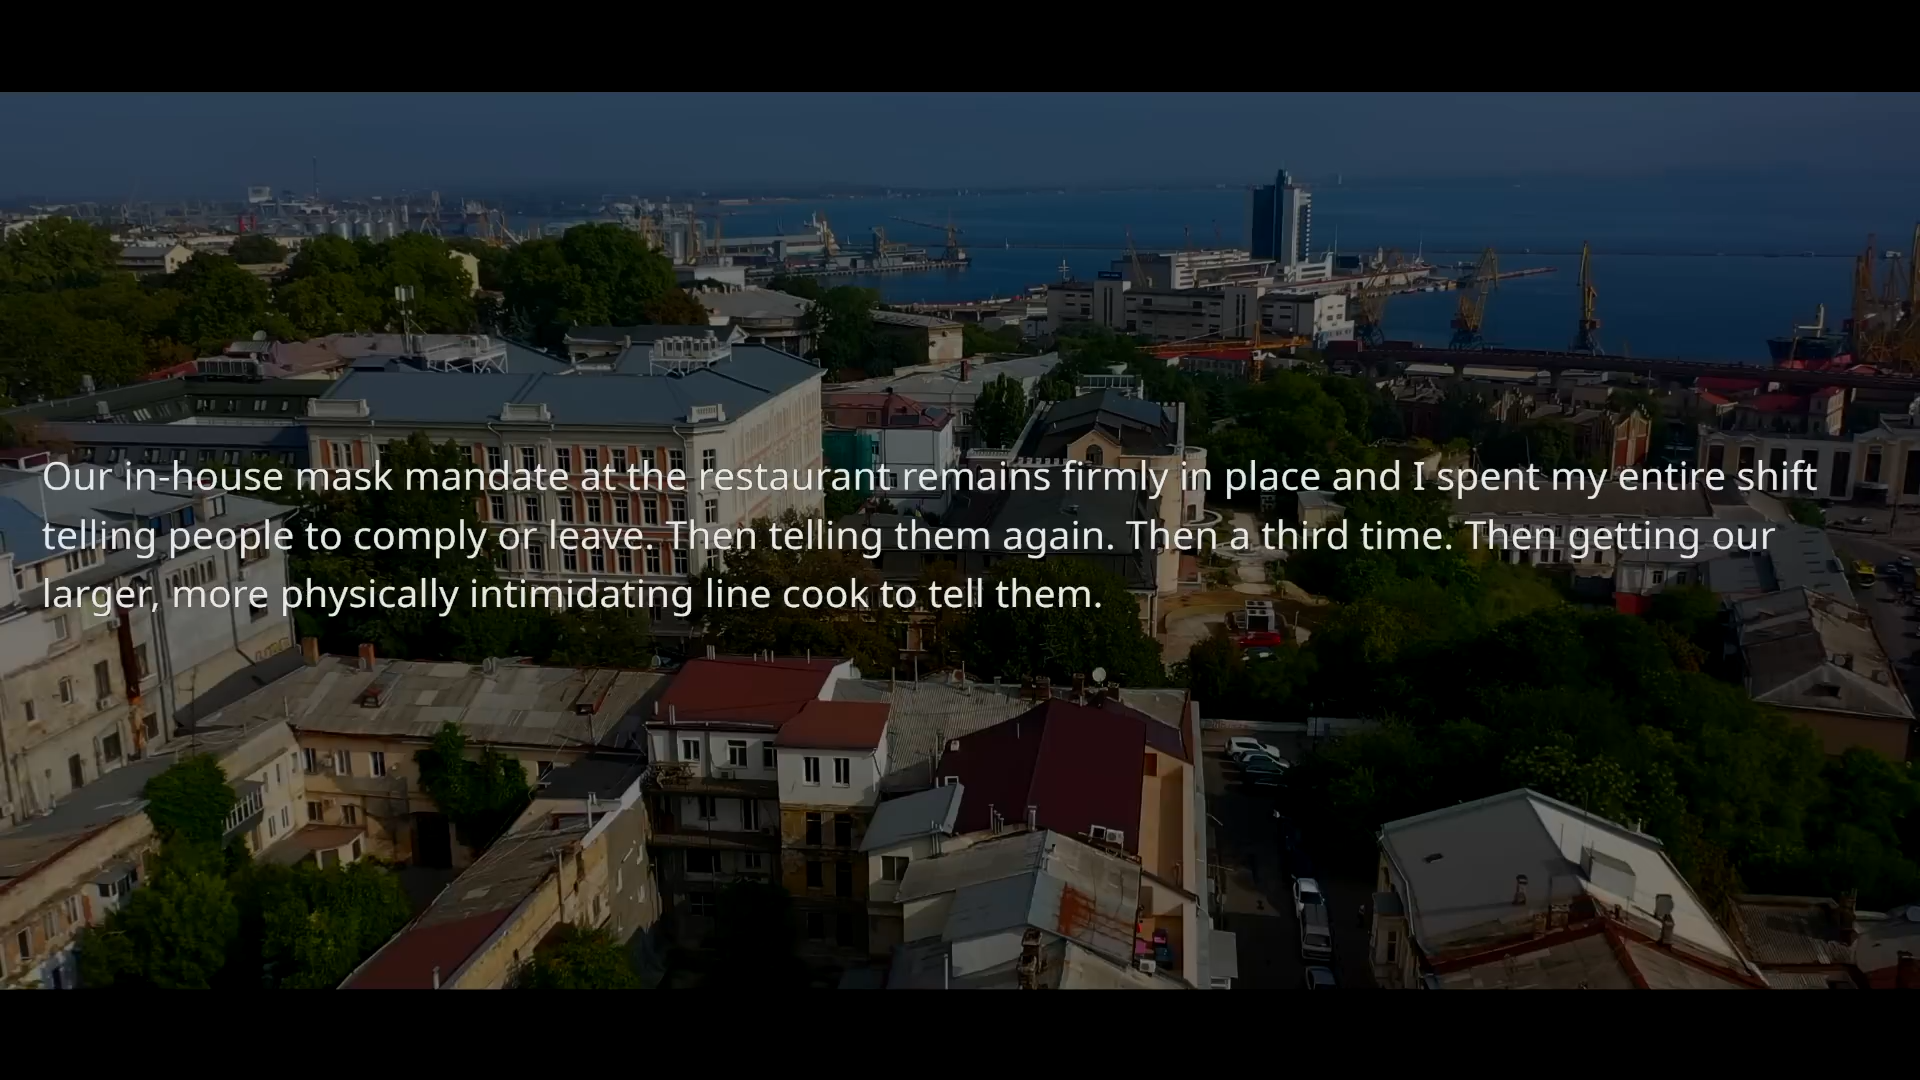 Our in-house mask mandate at the restaurant remains firmly in place and I spent my entire shift
telling people to comply or leave. Then telling them again. Then a third time. Then getting our
larger, more physically intimidating line cook to tell them.